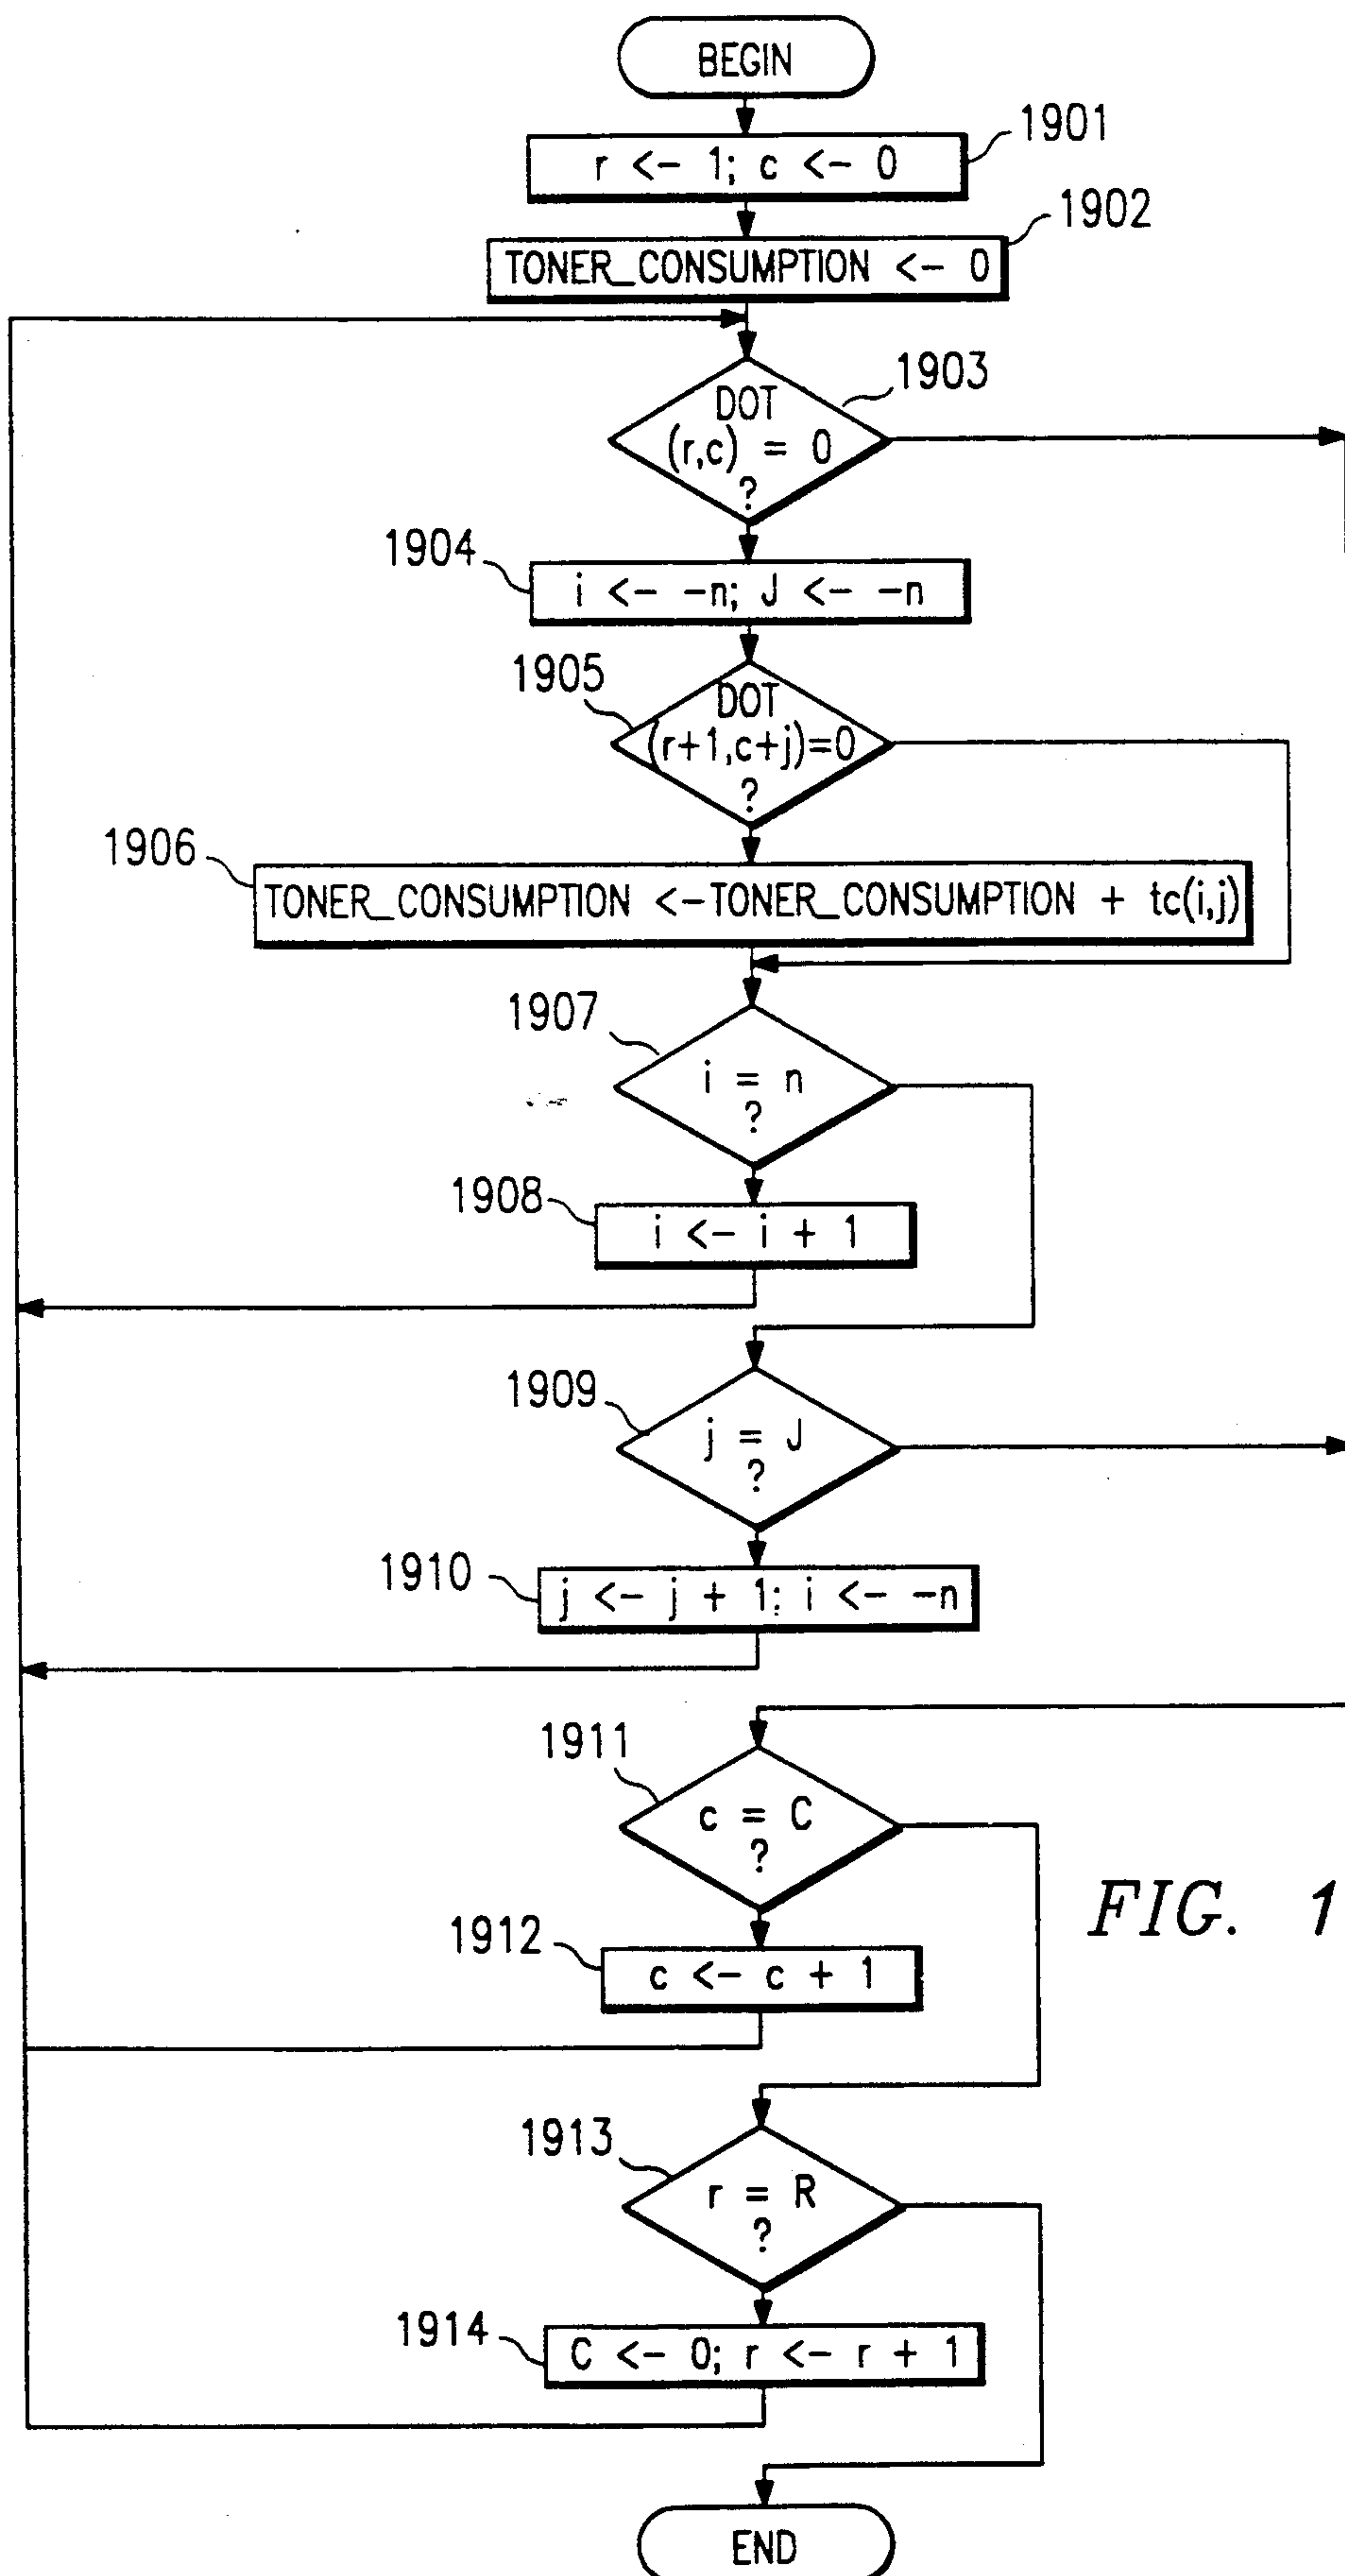 BEGIN
1901
r <- 1; c <- 0
1902
TONER_CONSUMPTION <- 0
1903
DOT
(r,c) = 0
?
1904
i <- -n; J <- -n
1905
DOT
(r+1,c+j)=0
?
1906
TONER_CONSUMPTION <-TONER_CONSUMPTION + tc(i,j)
1907
i = n
?
1908
i <- i + 1
1909
j = J
?
1910
j <- j + 1; i <- -n
1911
c = C
?
FIG. 1
1912
c <- c + 1
1913
r = R
?
1914
C <- 0; r <- r + 1
END